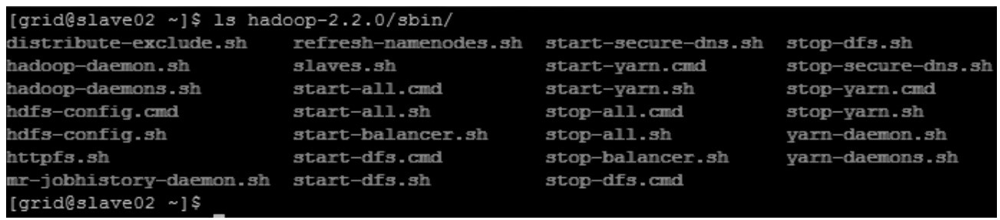 [grid@slave02 ~]$ ls hadoop-2.2.0/sbin/
distribute-exclude.sh refresh-namenodes.sh start-secure-dns.sh stop-dfs.sh
hadoop-daemon.sh slaves.sh start-yarn.cmd stop-secure-dns.sh
hadoop-daemons.sh start-all.cmd start-yarn.sh stop-yarn.cmd
hdfs-config.cmd start-all.sh stop-all.cmd stop-yarn.sh
hdfs-config.sh start-balancer.sh stop-all.sh yarn-daemon.sh
httpfs.sh start-dfs.cmd stop-balancer.sh yarn-daemons.sh
mr-jobhistory-daemon.sh start-dfs.sh stop-dfs.cmd
[grid@slave02 ~]$